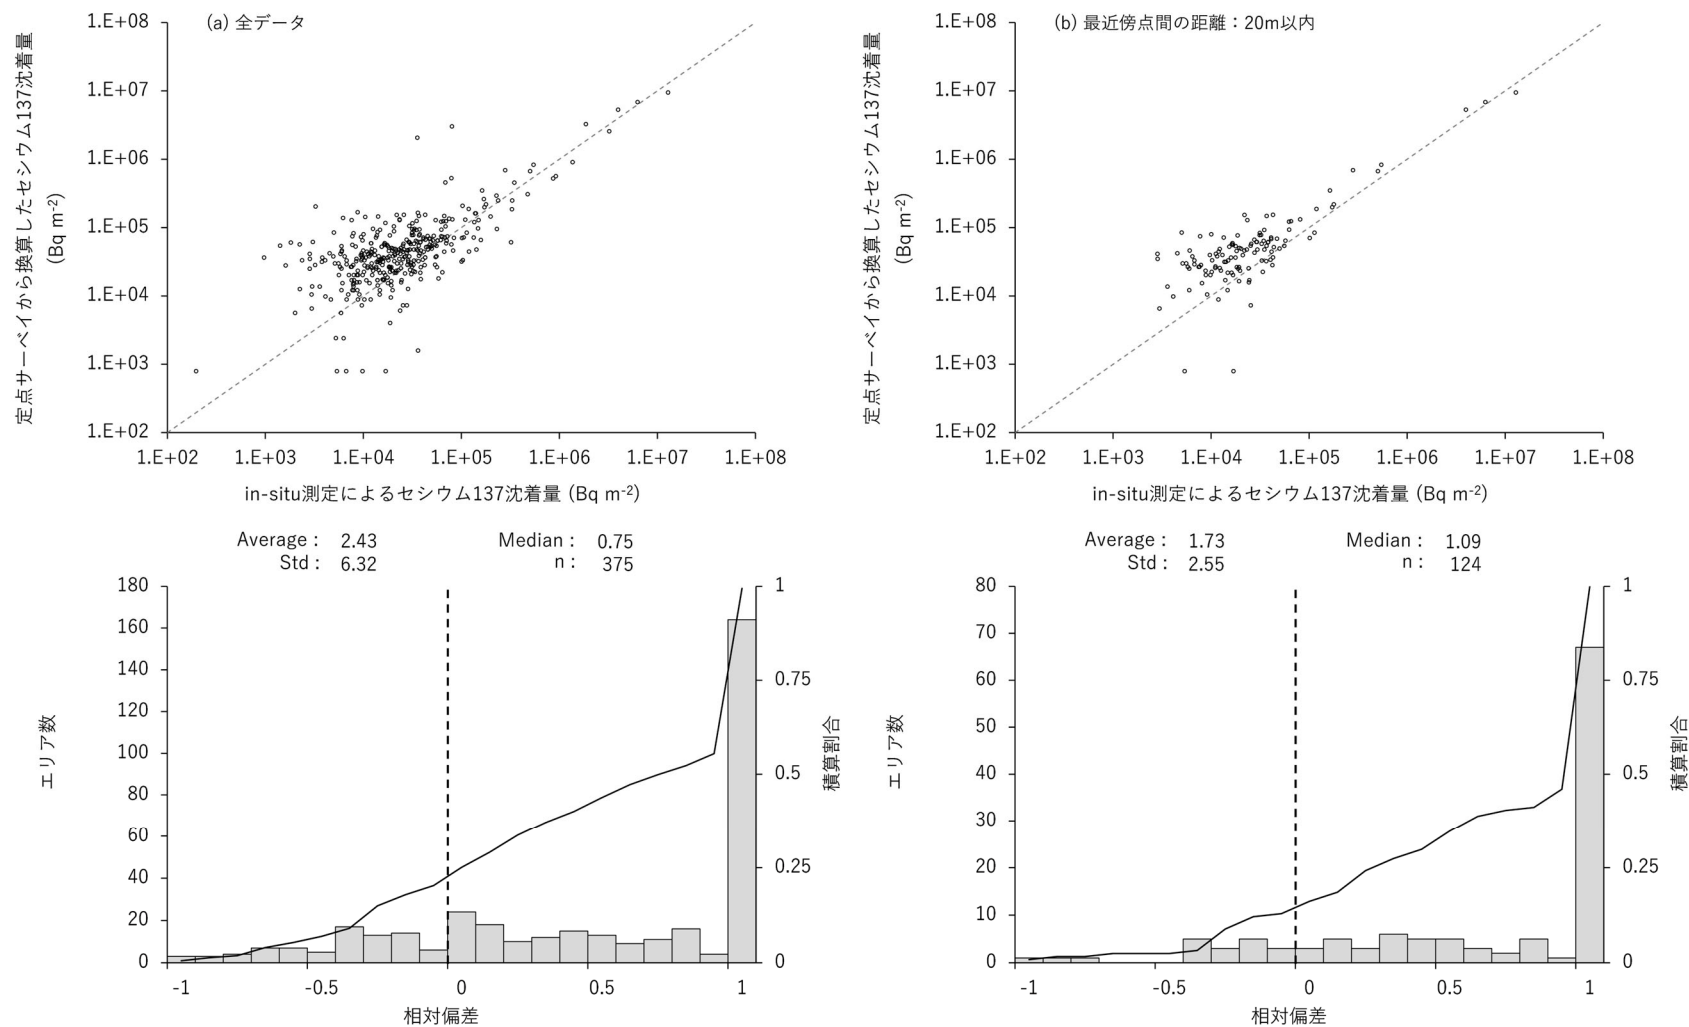 (a) 全データ
定点サーベイから換算したセシウム137沈着量
(Bq m-2)
1.E+08
1.E+07
1.E+06
1.E+05
1.E+04
1.E+03
1.E+02
1.E+02 1.E+03 1.E+04 1.E+05 1.E+06 1.E+07 1.E+08
in-situ測定によるセシウム137沈着量 (Bq m-2)
(b) 最近傍点間の距離：20m以内
定点サーベイから換算したセシウム137沈着量
(Bq m-2)
1.E+08
1.E+07
1.E+06
1.E+05
1.E+04
1.E+03
1.E+02
1.E+02 1.E+03 1.E+04 1.E+05 1.E+06 1.E+07 1.E+08
in-situ測定によるセシウム137沈着量 (Bq m-2)
Average : 2.43 Median : 0.75
Std : 6.32 n : 375
エリア数
180
160
140
120
100
80
60
40
20
0
1
0.75
0.5
0.25
0
積算割合
-1 -0.5 0 0.5 1
相対偏差
Average : 1.73 Median : 1.09
Std : 2.55 n : 124
エリア数
80
70
60
50
40
30
20
10
0
1
0.75
0.5
0.25
0
積算割合
-1 -0.5 0 0.5 1
相対偏差